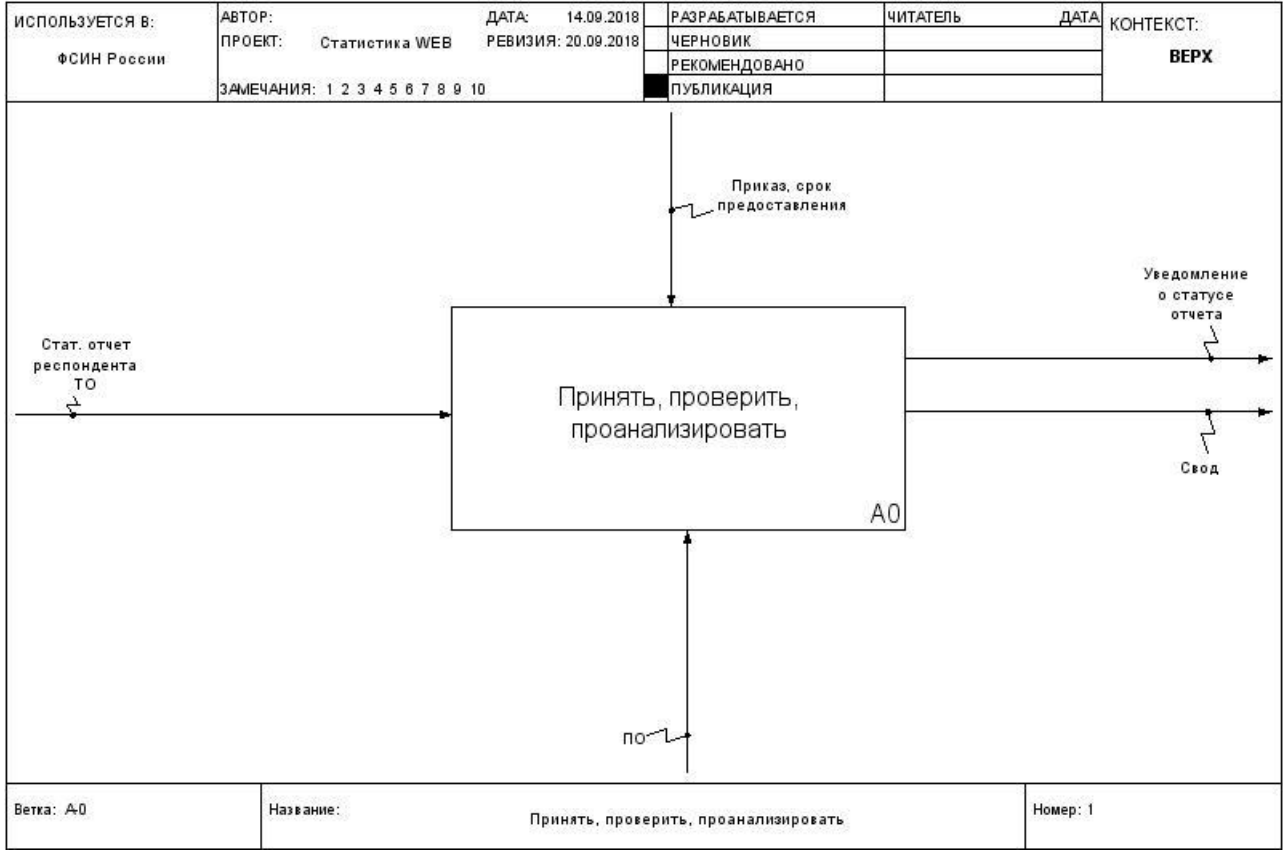 ИСПОЛЬЗУЕТСЯ В:
ФСИН России
АВТОР:
ДАТА: 14.09.2018
ПРОЕКТ: Статистика WEB
РЕВИЗИЯ: 20.09.2018
ЗАМЕЧАНИЯ: 1 2 3 4 5 6 7 8 9 10
РАЗРАБАТЫВАЕТСЯ
ЧЕРНОВИК
РЕКОМЕНДОВАНО
ПУБЛИКАЦИЯ
ЧИТАТЕЛЬ ДАТА
КОНТЕКСТ:
ВЕРХ
Приказ, срок
предоставления
Уведомление
о статусе
отчета
Стат. отчет
респондента
ТО
Принять, проверить,
проанализировать
A0
Свод
по
Ветка: A-0
Название:
Принять, проверить, проанализировать
Номер: 1